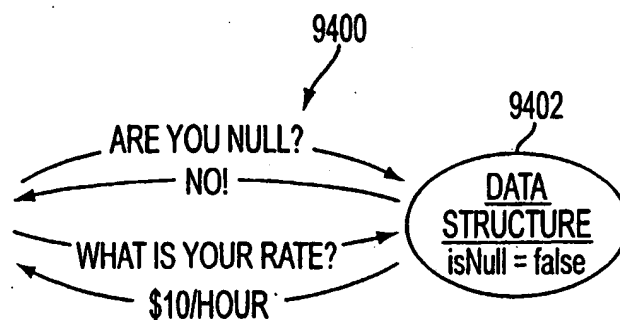 9400
9402
ARE YOU NULL?
NO!
WHAT IS YOUR RATE?
$10/HOUR
DATA
STRUCTURE
isNull = false